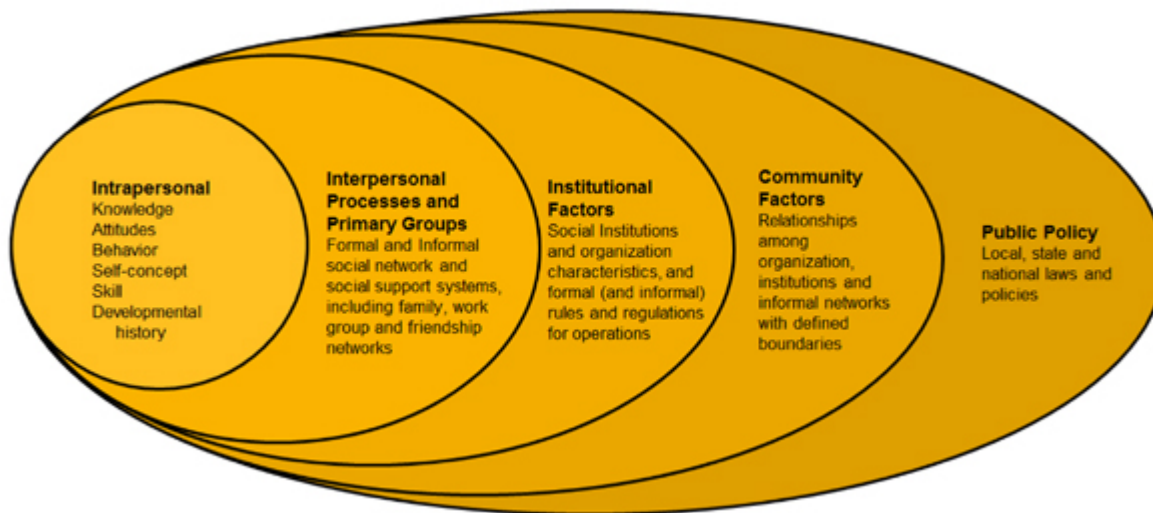 Intrapersonal
Knowledge
Attitudes
Behavior
Self-concept
Skill
Developmental
history
Interpersonal
Processes and
Primary Groups
Formal and Informal
social network and
social support systems,
including family, work
group and friendship
networks
Institutional
Factors
Social Institutions
and organization
characteristics, and
formal (and informal)
rules and regulations
for operations
Community
Factors
Relationships
among
organization,
institutions and
informal networks
with defined
boundaries
Public Policy
Local, state and
national laws and
policies